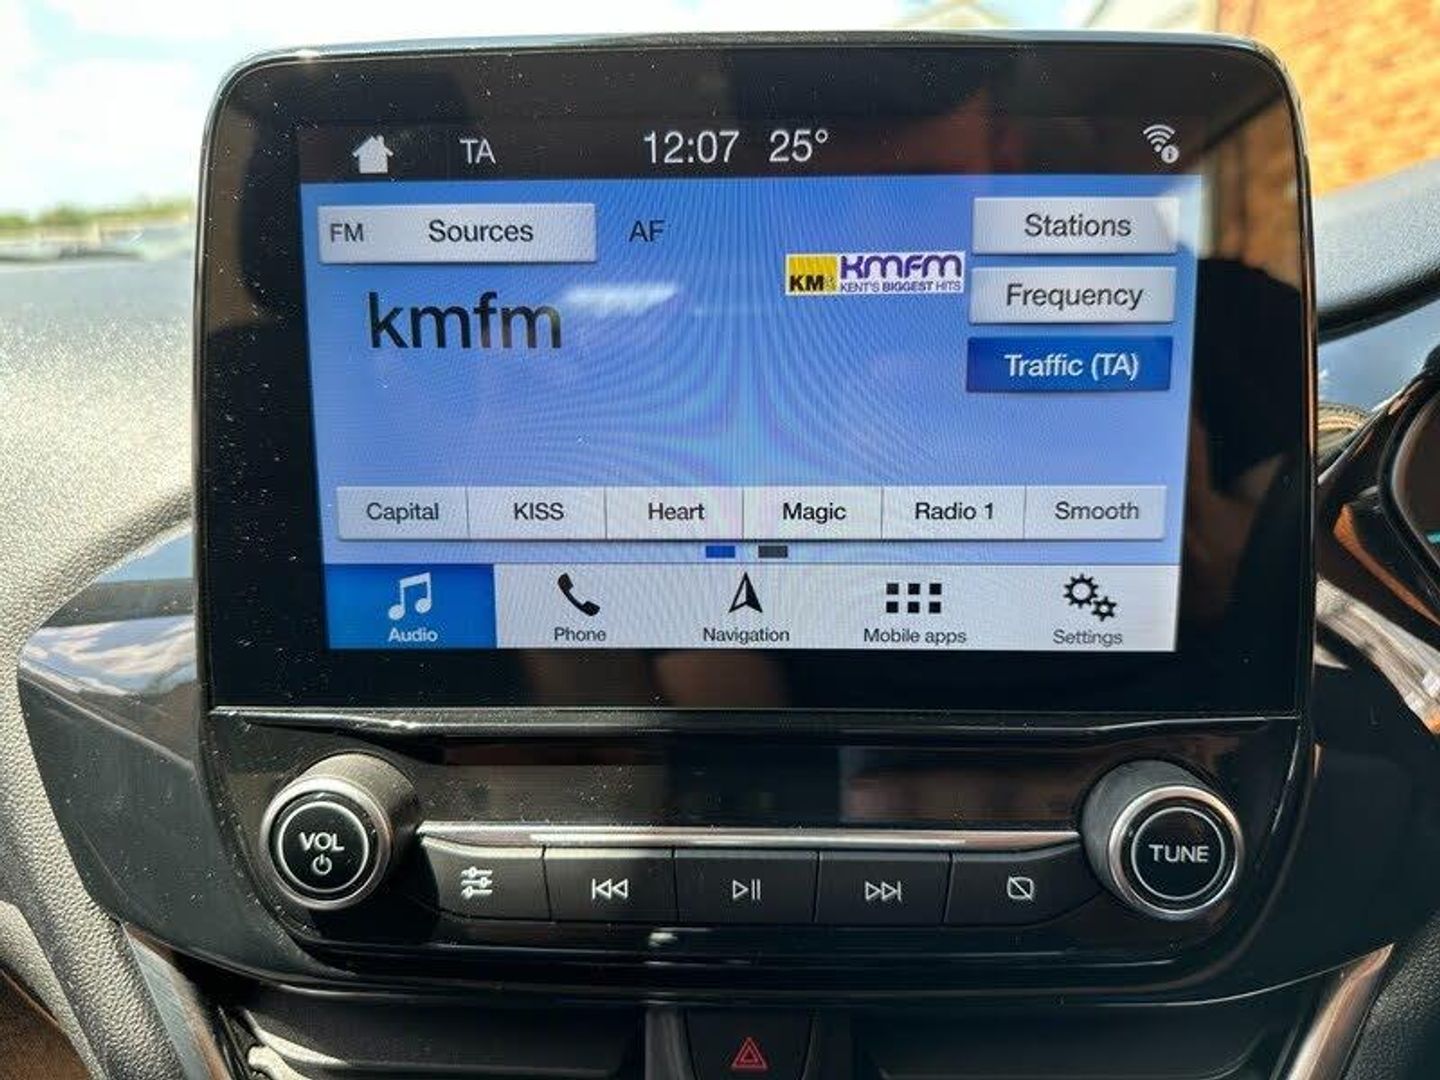 TA 12:07 25°
FM Sources AF Stations
KM KMFM
KENT'S BIGGEST HITS
Frequency
kmfm
Traffic (TA)
Capital KISS Heart Magic Radio 1 Smooth
Audio Phone Navigation Mobile apps Settings
VOL
TUNE